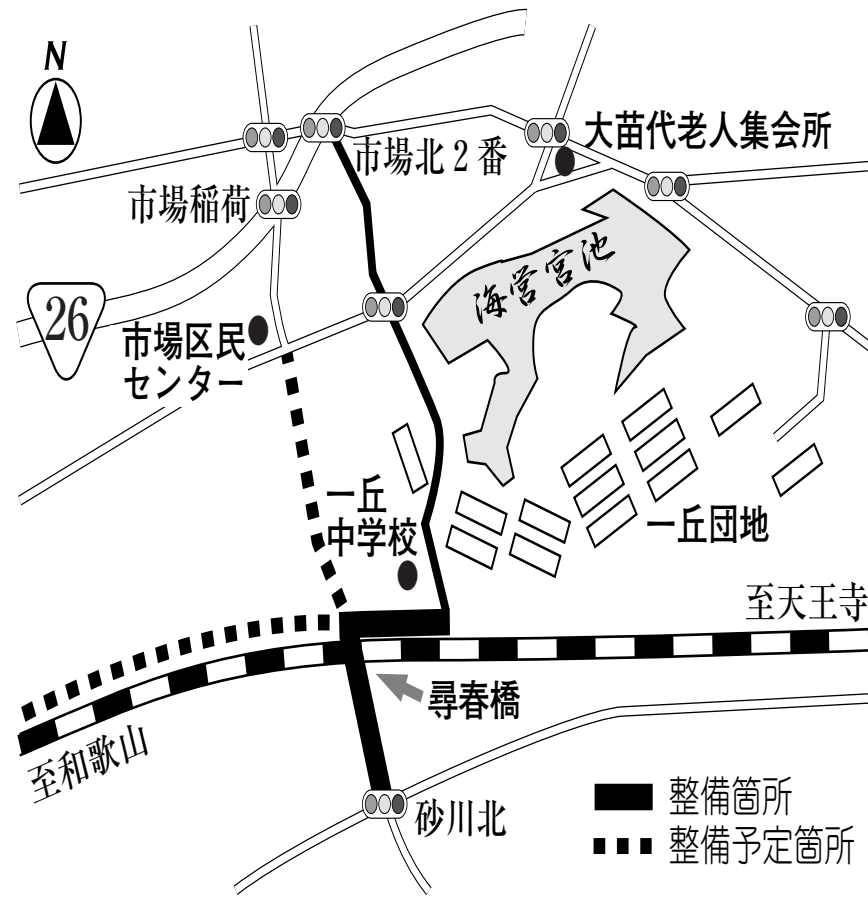 N
大苗代老人集会所
市場北2番
市場稲荷
海営宮池
26
市場区民
センター
一丘
中学校
一丘団地
至天王寺
尋春橋
至和歌山
砂川北
整備箇所
整備予定箇所